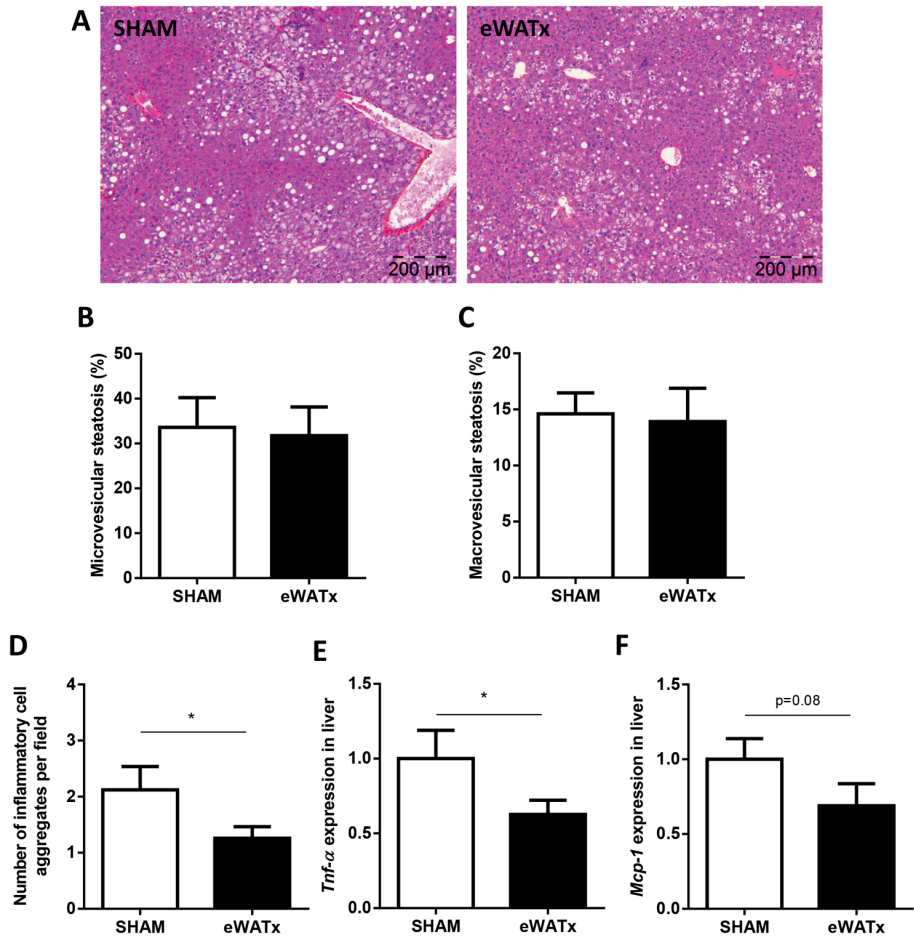 A
SHAM
eWATx
200 μm
200 μm
B
C
Microvesicular steatosis (%)
50
40
30
20
10
0
SHAM
eWATx
Macrovesicular steatosis (%)
20
15
10
5
0
SHAM
eWATx
D
E
F
Number of inflammatory cell
aggregates per field
4
3
2
1
0
*
SHAM
eWATx
Tnf-α expression in liver
1.5
1.0
0.5
0.0
*
SHAM
eWATx
Mcp-1 expression in liver
1.5
1.0
0.5
0.0
p=0.08
SHAM
eWATx